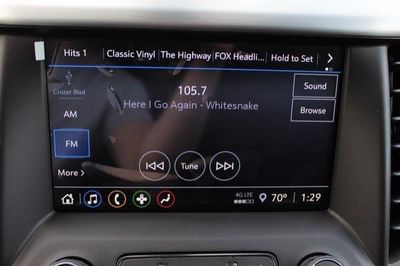 Hits 1 Classic Vinyl The Highway FOX Headli... Hold to Set
Cruzer Blad
105.7
Sound
Here I Go Again - Whitesnake
Browse
AM
FM
Tune
More >
4G LTE 70° 1:29